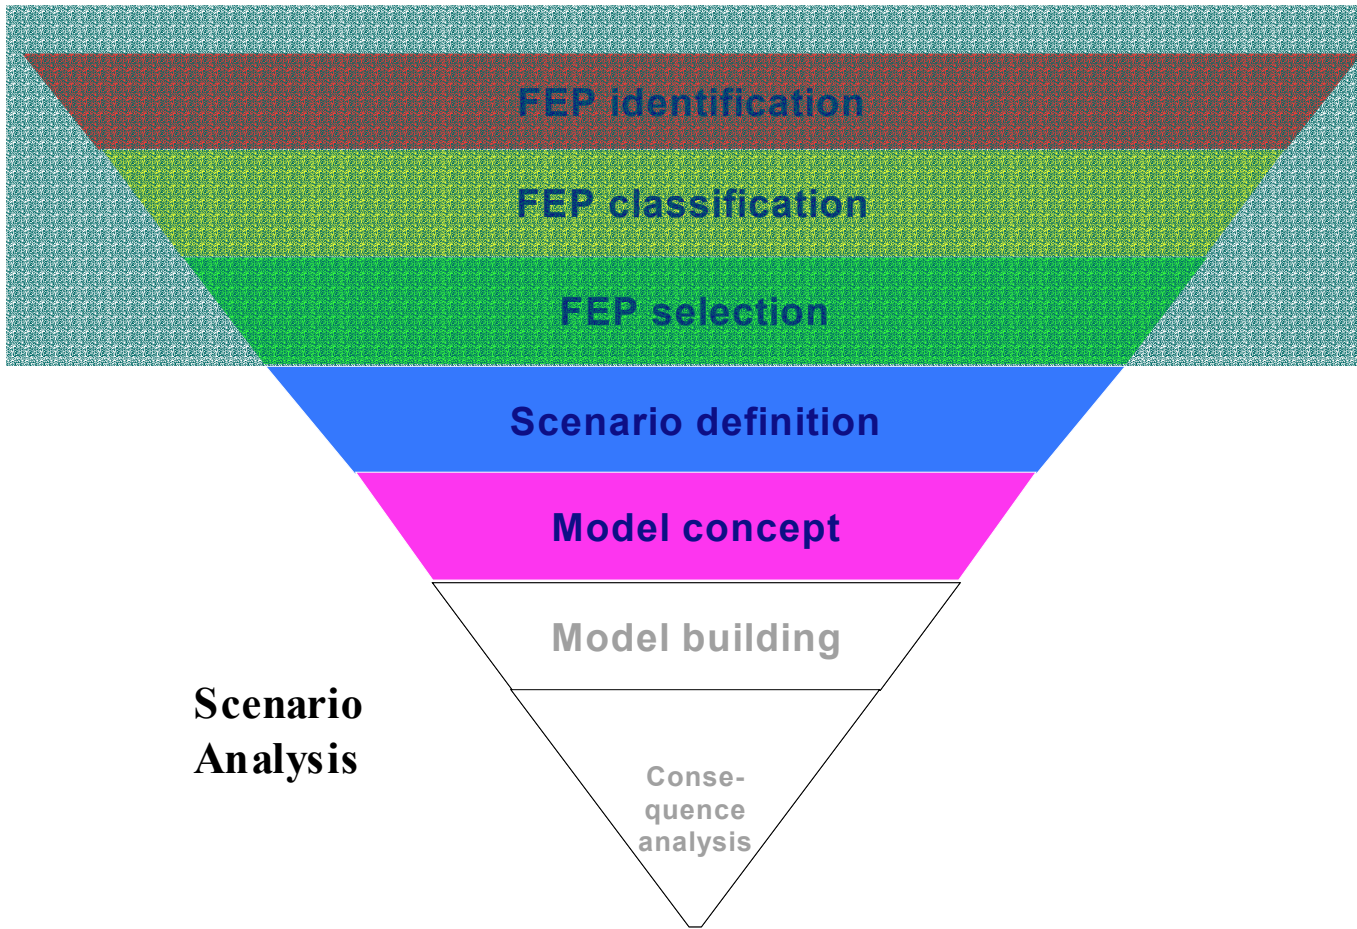 FEP identification
FEP classification
FEP selection
Scenario definition
Model concept
Model building
Scenario
Analysis
Conse-
quence
analysis